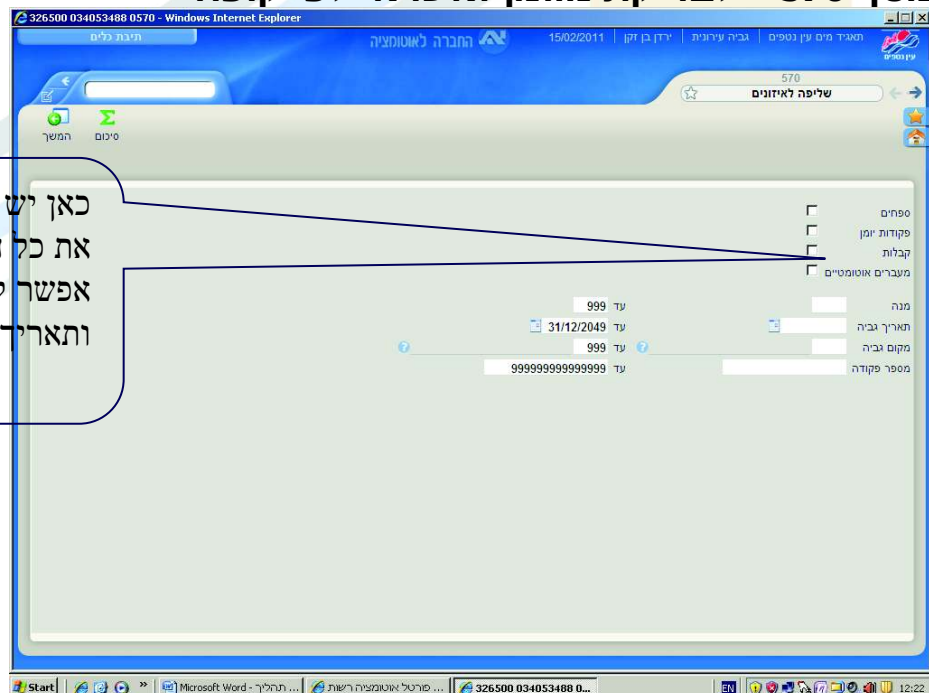 326500 034053488 0570 - Windows Internet Explorer
תאגיד מים עין נטפים | גביה עירונית | ירדן בן זקן | 15/02/2011
החברה לאוטומציה
תיבת כלים
עין נטפים
570
שליפה לאיזונים
סיכום
המשך
כאן יש
את כל
אפשר
ותאריך
ספחים
פקודות יומן
קבלות
מעברים אוטומטיים
מנה עד 999
תאריך גביה עד 31/12/2049
מקום גביה עד 999
מספר פקודה עד 999999999999999
Start
Microsoft Word - תהליך ...
פורטל אוטומציה רשות ...
326500 034053488 0...
EN
12:22